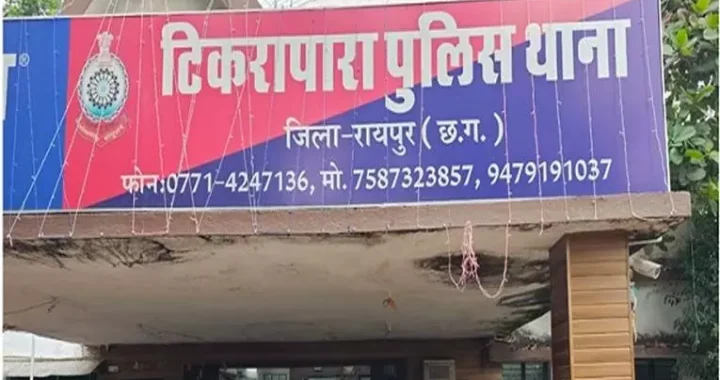 टिकरापारा पुलिस थाना
जिला-रायपुर ( छ.ग. )
फोन:0771-4247136, मो. 7587323857, 9479191037